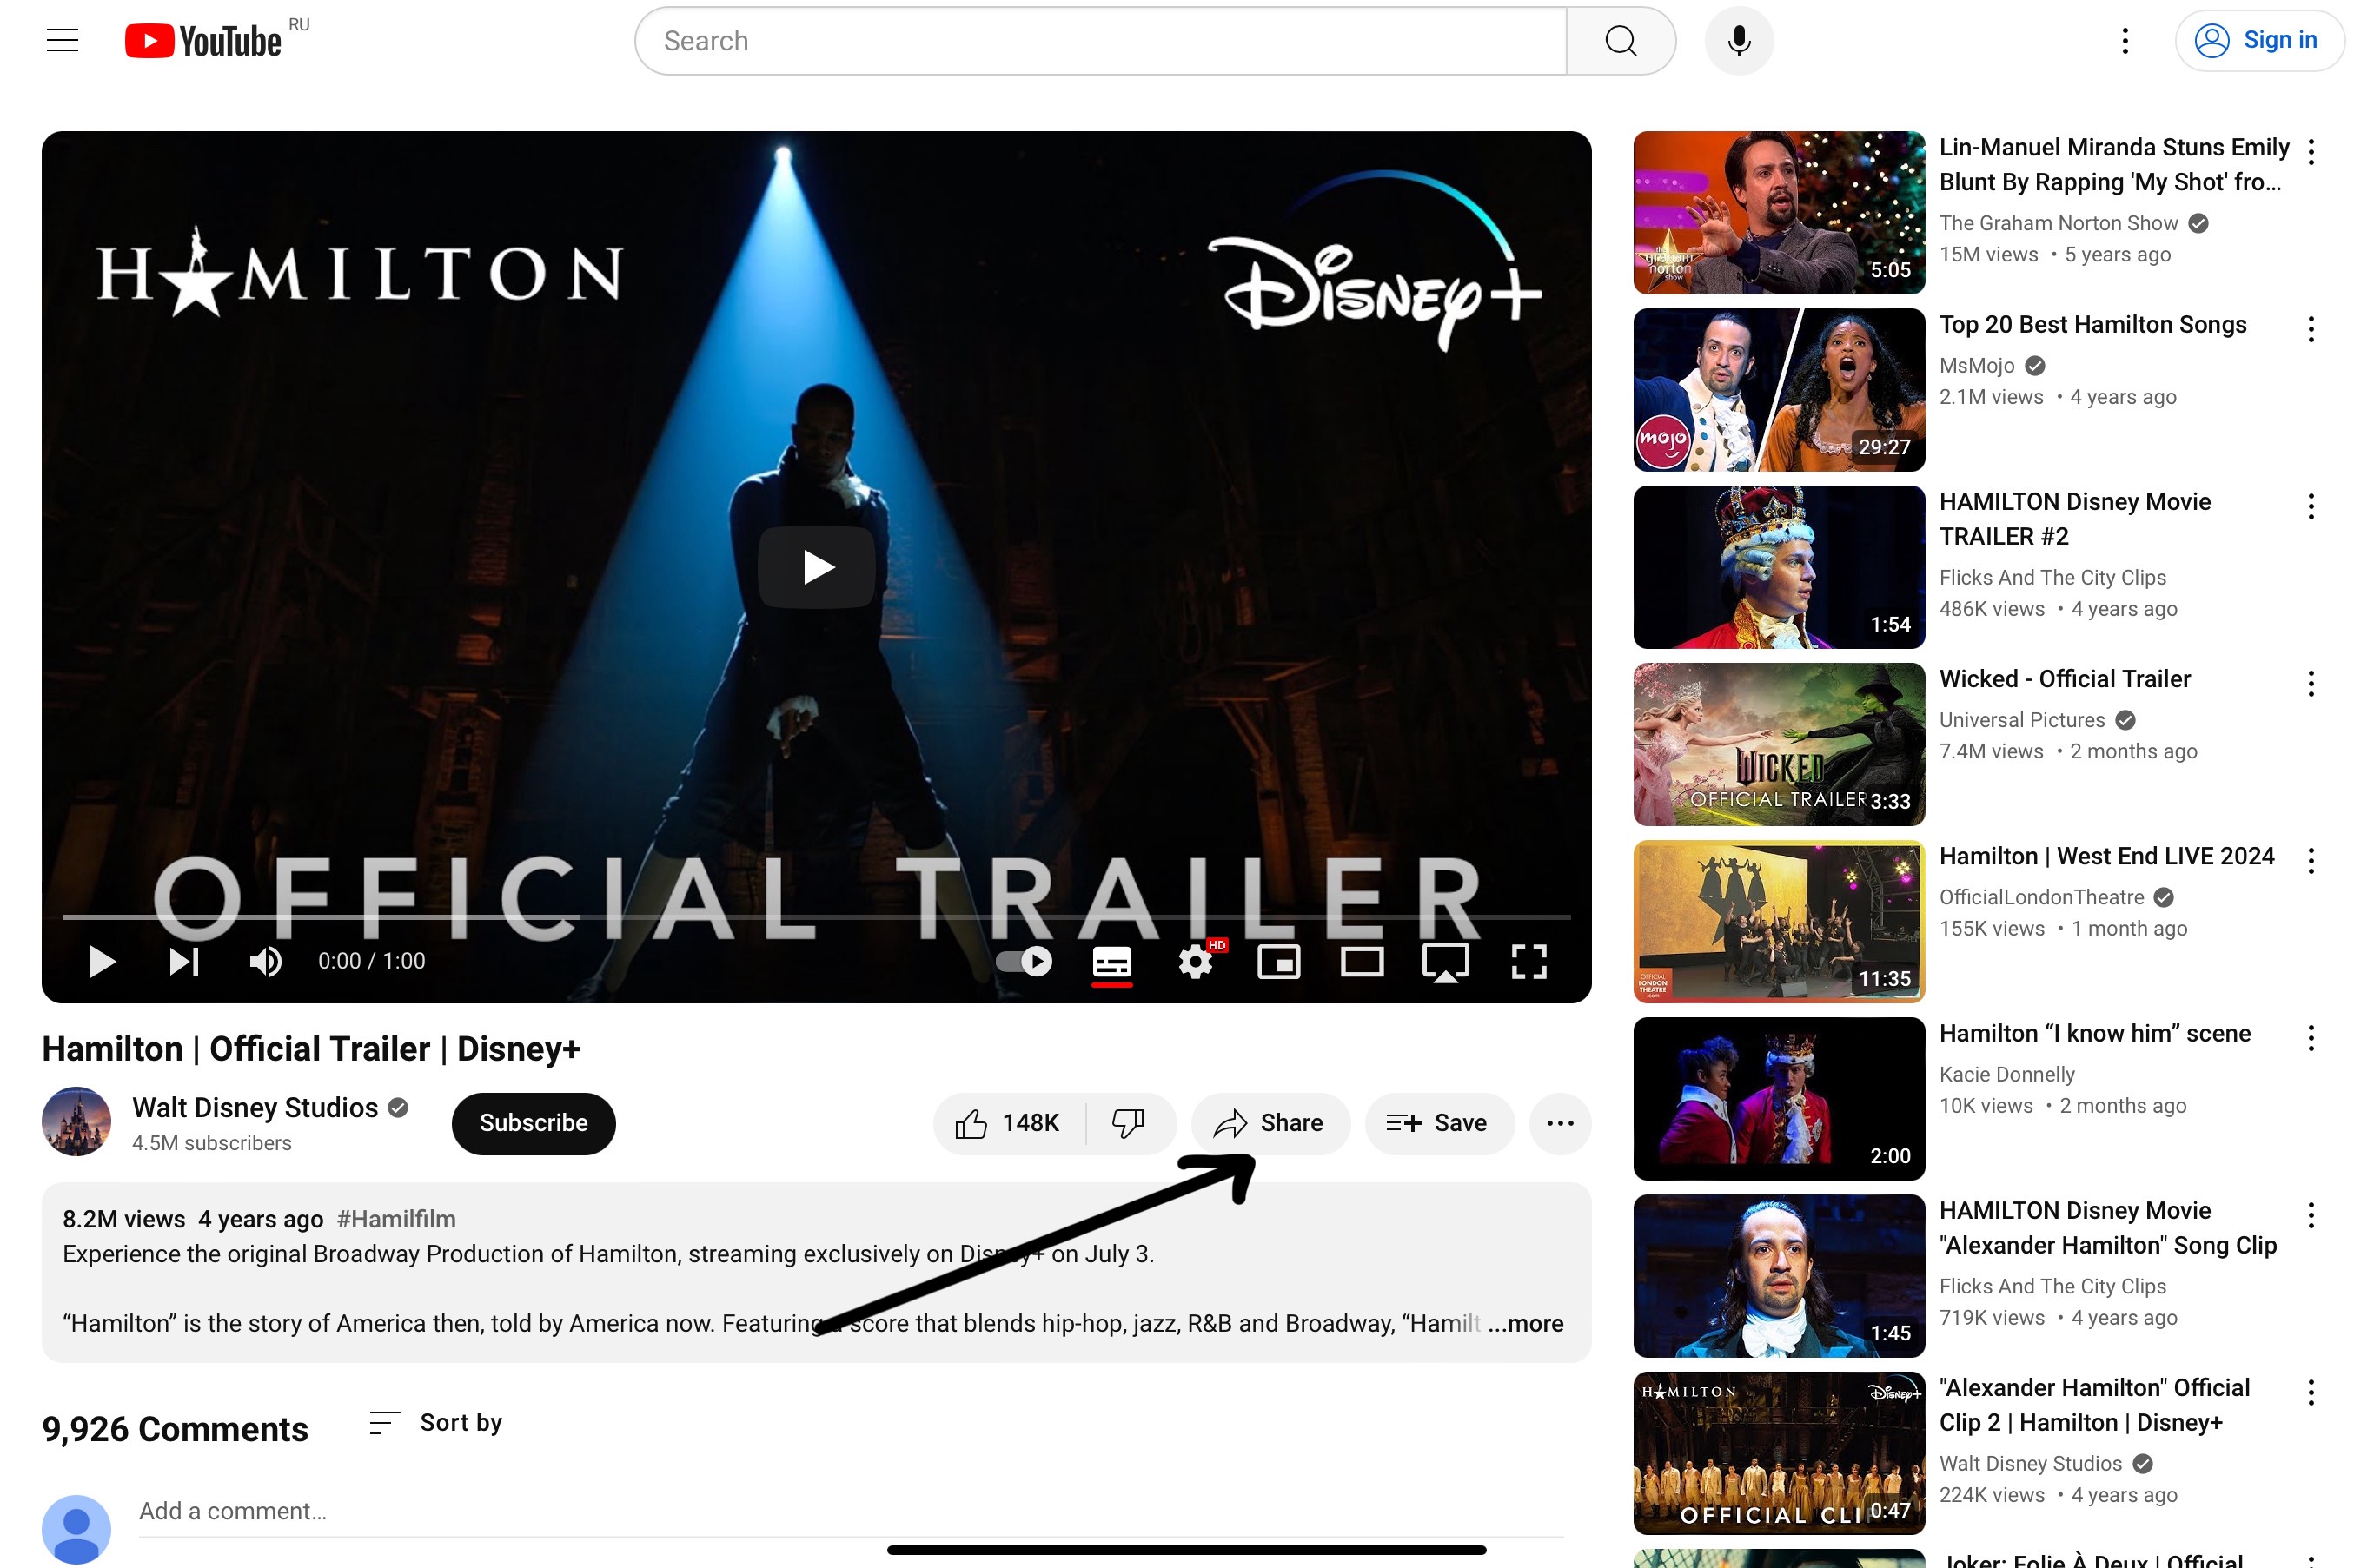 YouTube RU
Search
Sign in
HAMILTON
Disney+
OFFICIAL TRAILER
0:00 / 1:00
HD
Hamilton | Official Trailer | Disney+
Walt Disney Studios
4.5M subscribers
Subscribe
148K
Share
Save
8.2M views 4 years ago #Hamilfilm
Experience the original Broadway Production of Hamilton, streaming exclusively on Disney+ on July 3.
“Hamilton” is the story of America then, told by America now. Featuring a score that blends hip-hop, jazz, R&B and Broadway, “Hamilt ...more
9,926 Comments
Sort by
Add a comment...
the graham norton show
5:05
Lin-Manuel Miranda Stuns Emily
Blunt By Rapping 'My Shot' fro...
The Graham Norton Show
15M views • 5 years ago
mojo
29:27
Top 20 Best Hamilton Songs
MsMojo
2.1M views • 4 years ago
1:54
HAMILTON Disney Movie
TRAILER #2
Flicks And The City Clips
486K views • 4 years ago
WICKED
OFFICIAL TRAILER
3:33
Wicked - Official Trailer
Universal Pictures
7.4M views • 2 months ago
OFFICIAL
LONDON
THEATRE
.com
11:35
Hamilton | West End LIVE 2024
OfficialLondonTheatre
155K views • 1 month ago
2:00
Hamilton “I know him” scene
Kacie Donnelly
10K views • 2 months ago
1:45
HAMILTON Disney Movie
"Alexander Hamilton" Song Clip
Flicks And The City Clips
719K views • 4 years ago
HAMILTON
Disney+
OFFICIAL CLI
0:47
"Alexander Hamilton" Official
Clip 2 | Hamilton | Disney+
Walt Disney Studios
224K views • 4 years ago
Joker: Folie À Deux | Official